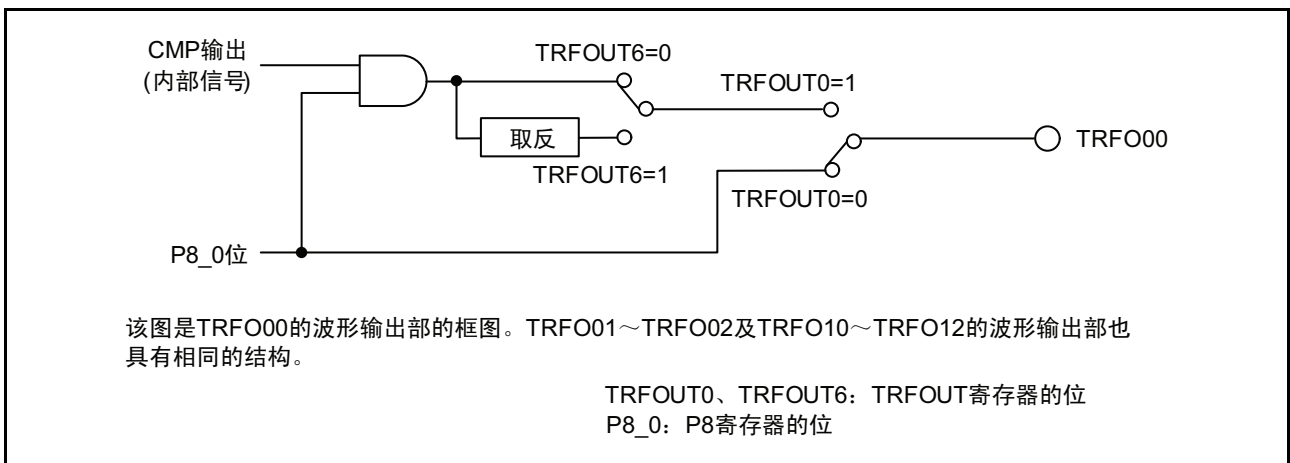 CMP输出
(内部信号)
TRFOUT6=0
TRFOUT0=1
取反
TRFO00
TRFOUT6=1
TRFOUT0=0
P8_0位
该图是TRFO00的波形输出部的框图。TRFO01～TRFO02及TRFO10～TRFO12的波形输出部也
具有相同的结构。
TRFOUT0、TRFOUT6：TRFOUT寄存器的位
P8_0：P8寄存器的位